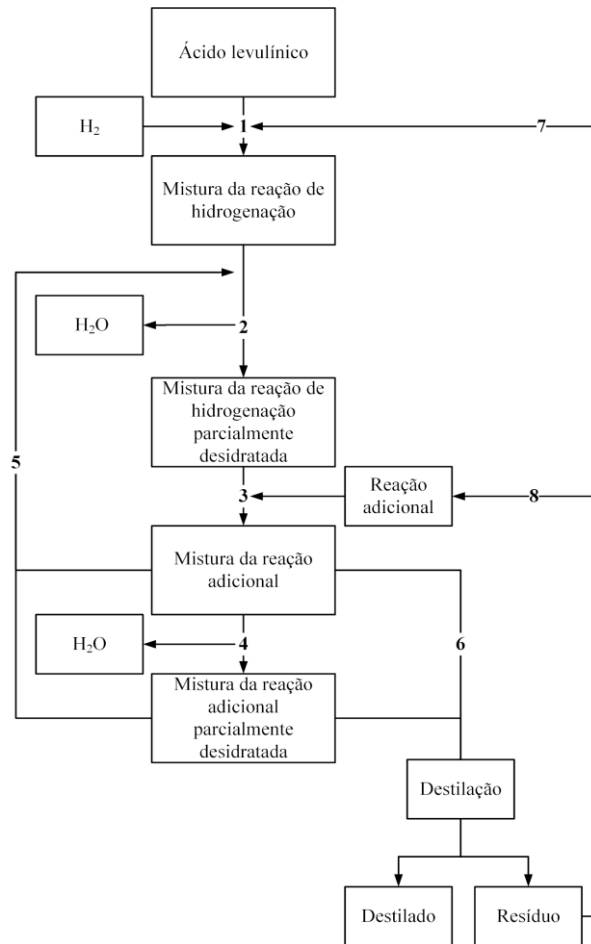 Ácido levulínico
H₂
1
7
Mistura da reação de
hidrogenação
H₂O
2
Mistura da reação de
hidrogenação
parcialmente
desidratada
5
3
Reação
adicional
8
Mistura da reação
adicional
H₂O
4
6
Mistura da reação
adicional
parcialmente
desidratada
Destilação
Destilado
Resíduo